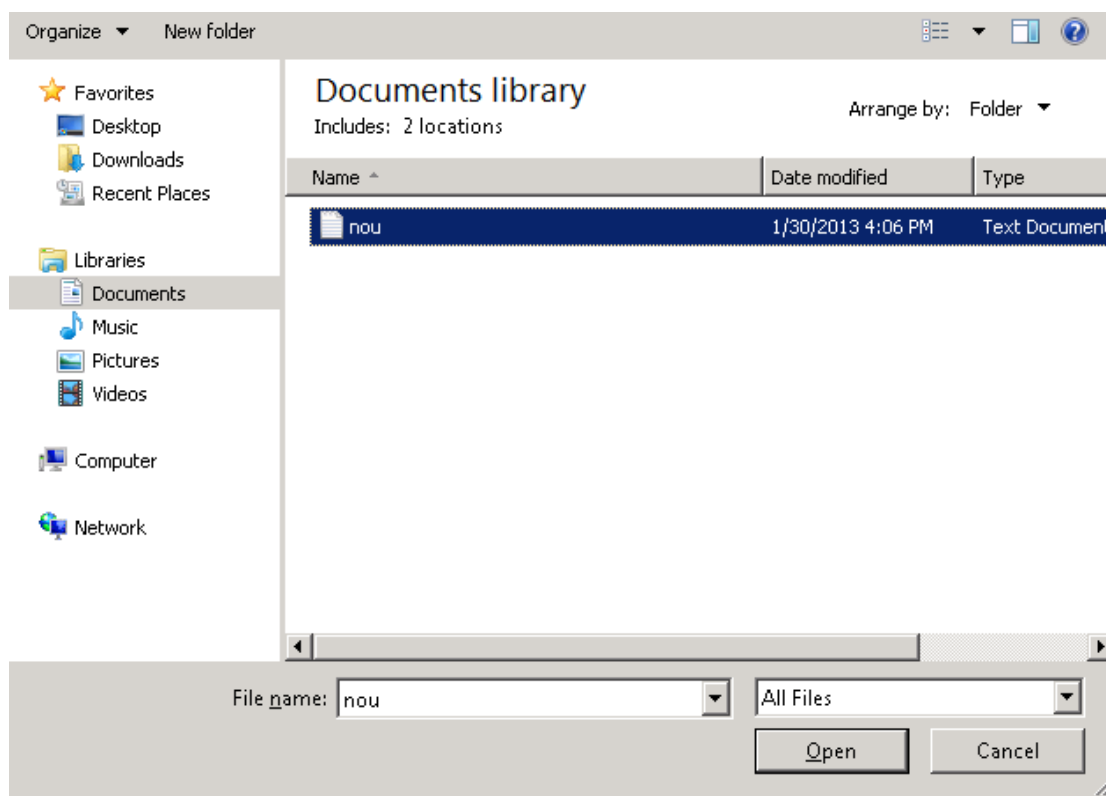 Organize New folder
Favorites
Desktop
Downloads
Recent Places
Libraries
Documents
Music
Pictures
Videos
Computer
Network
Documents library
Includes: 2 locations
Arrange by: Folder
Name Date modified Type
nou 1/30/2013 4:06 PM Text Documen
File name: nou All Files
Open Cancel